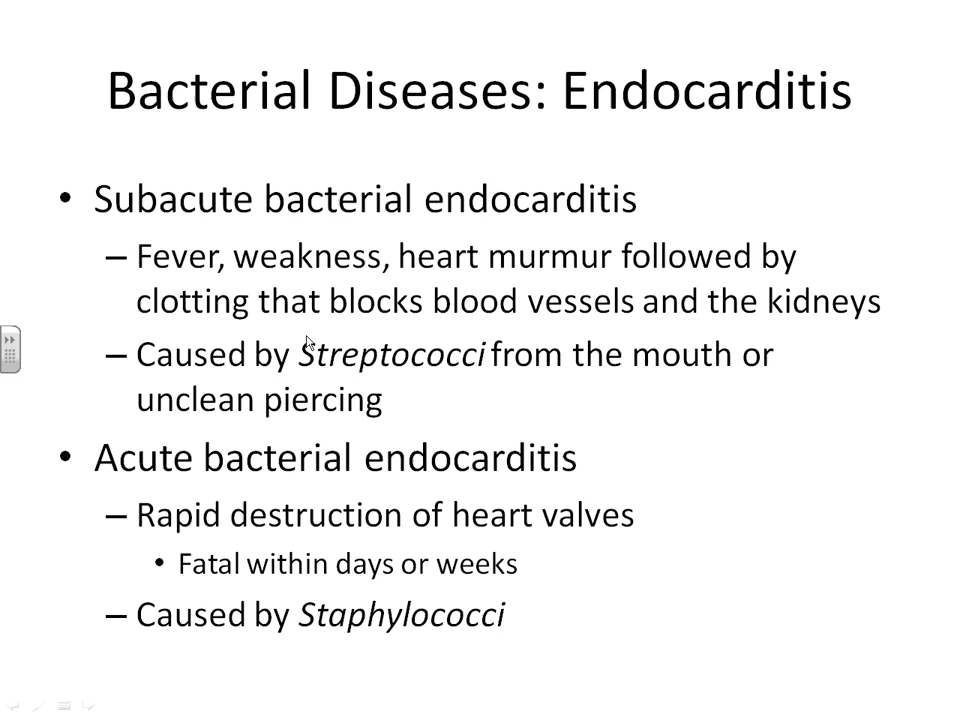 Bacterial Diseases: Endocarditis
• Subacute bacterial endocarditis
– Fever, weakness, heart murmur followed by
clotting that blocks blood vessels and the kidneys
– Caused by Streptococci from the mouth or
unclean piercing
• Acute bacterial endocarditis
– Rapid destruction of heart valves
• Fatal within days or weeks
– Caused by Staphylococci